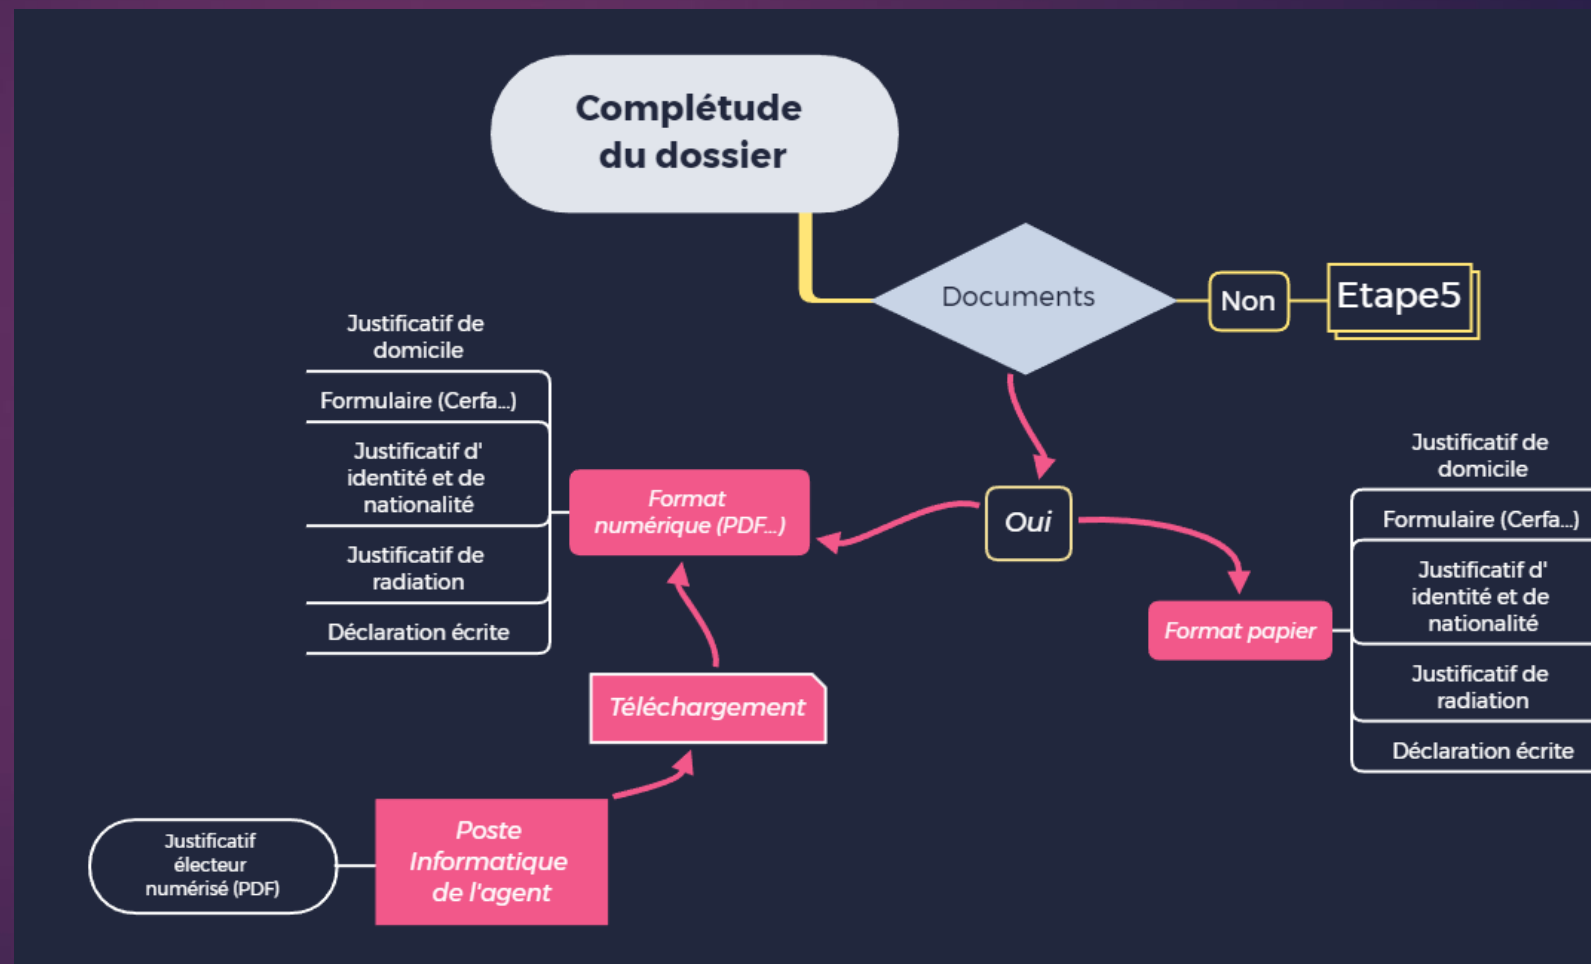 Complétude
du dossier
Documents
Non
Etape5
Justificatif de
domicile
Formulaire (Cerfa...)
Justificatif d'
identité et de
nationalité
Justificatif de
radiation
Déclaration écrite
Format
numérique (PDF...)
Oui
Justificatif de
domicile
Formulaire (Cerfa...)
Justificatif d'
identité et de
nationalité
Justificatif de
radiation
Déclaration écrite
Format papier
Téléchargement
Poste
Informatique
de l'agent
Justificatif
électeur
numérisé (PDF)